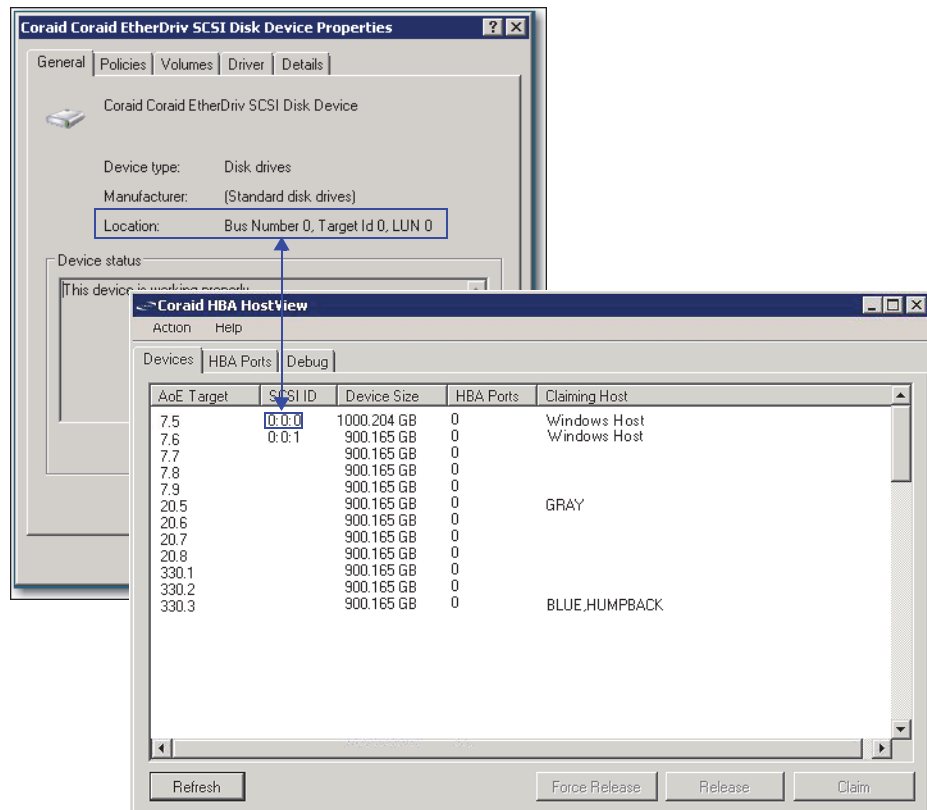 Coraid Coraid EtherDriv SCSI Disk Device Properties
General Policies Volumes Driver Details
Coraid Coraid EtherDriv SCSI Disk Device
Device type: Disk drives
Manufacturer: (Standard disk drives)
Location: Bus Number 0, Target Id 0, LUN 0
Device status
This device is working properly.
Coraid HBA HostView
Action Help
Devices HBA Ports Debug
AoE Target SCSI ID Device Size HBA Ports Claiming Host
7.5 0:0:0 1000.204 GB 0 Windows Host
7.6 0:0:1 900.165 GB 0 Windows Host
7.7 900.165 GB 0
7.8 900.165 GB 0
7.9 900.165 GB 0
20.5 900.165 GB 0 GRAY
20.6 900.165 GB 0
20.7 900.165 GB 0
20.8 900.165 GB 0
330.1 900.165 GB 0
330.2 900.165 GB 0
330.3 900.165 GB 0 BLUE,HUMPBACK
Refresh Force Release Release Claim